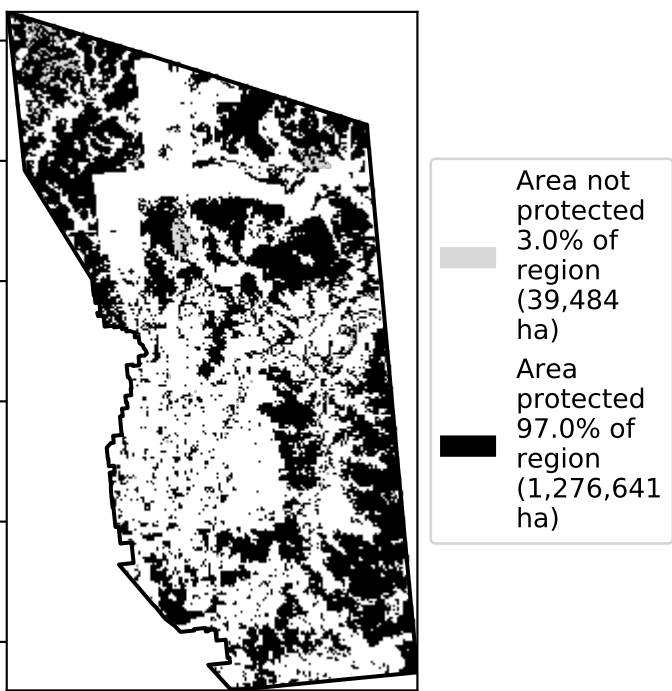 Area not
protected
3.0% of
region
(39,484
ha)
Area
protected
97.0% of
region
(1,276,641
ha)